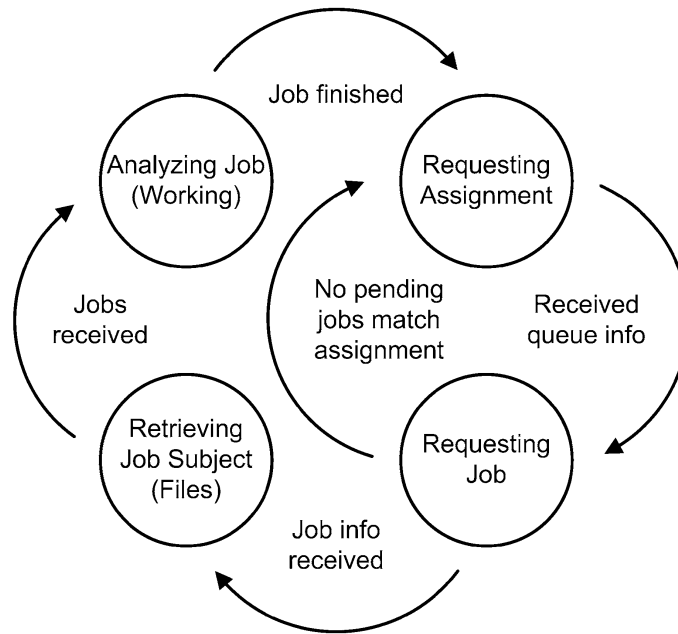 Job finished
Analyzing Job
(Working)
Requesting
Assignment
No pending
jobs match
assignment
Jobs
received
Received
queue info
Retrieving
Job Subject
(Files)
Requesting
Job
Job info
received